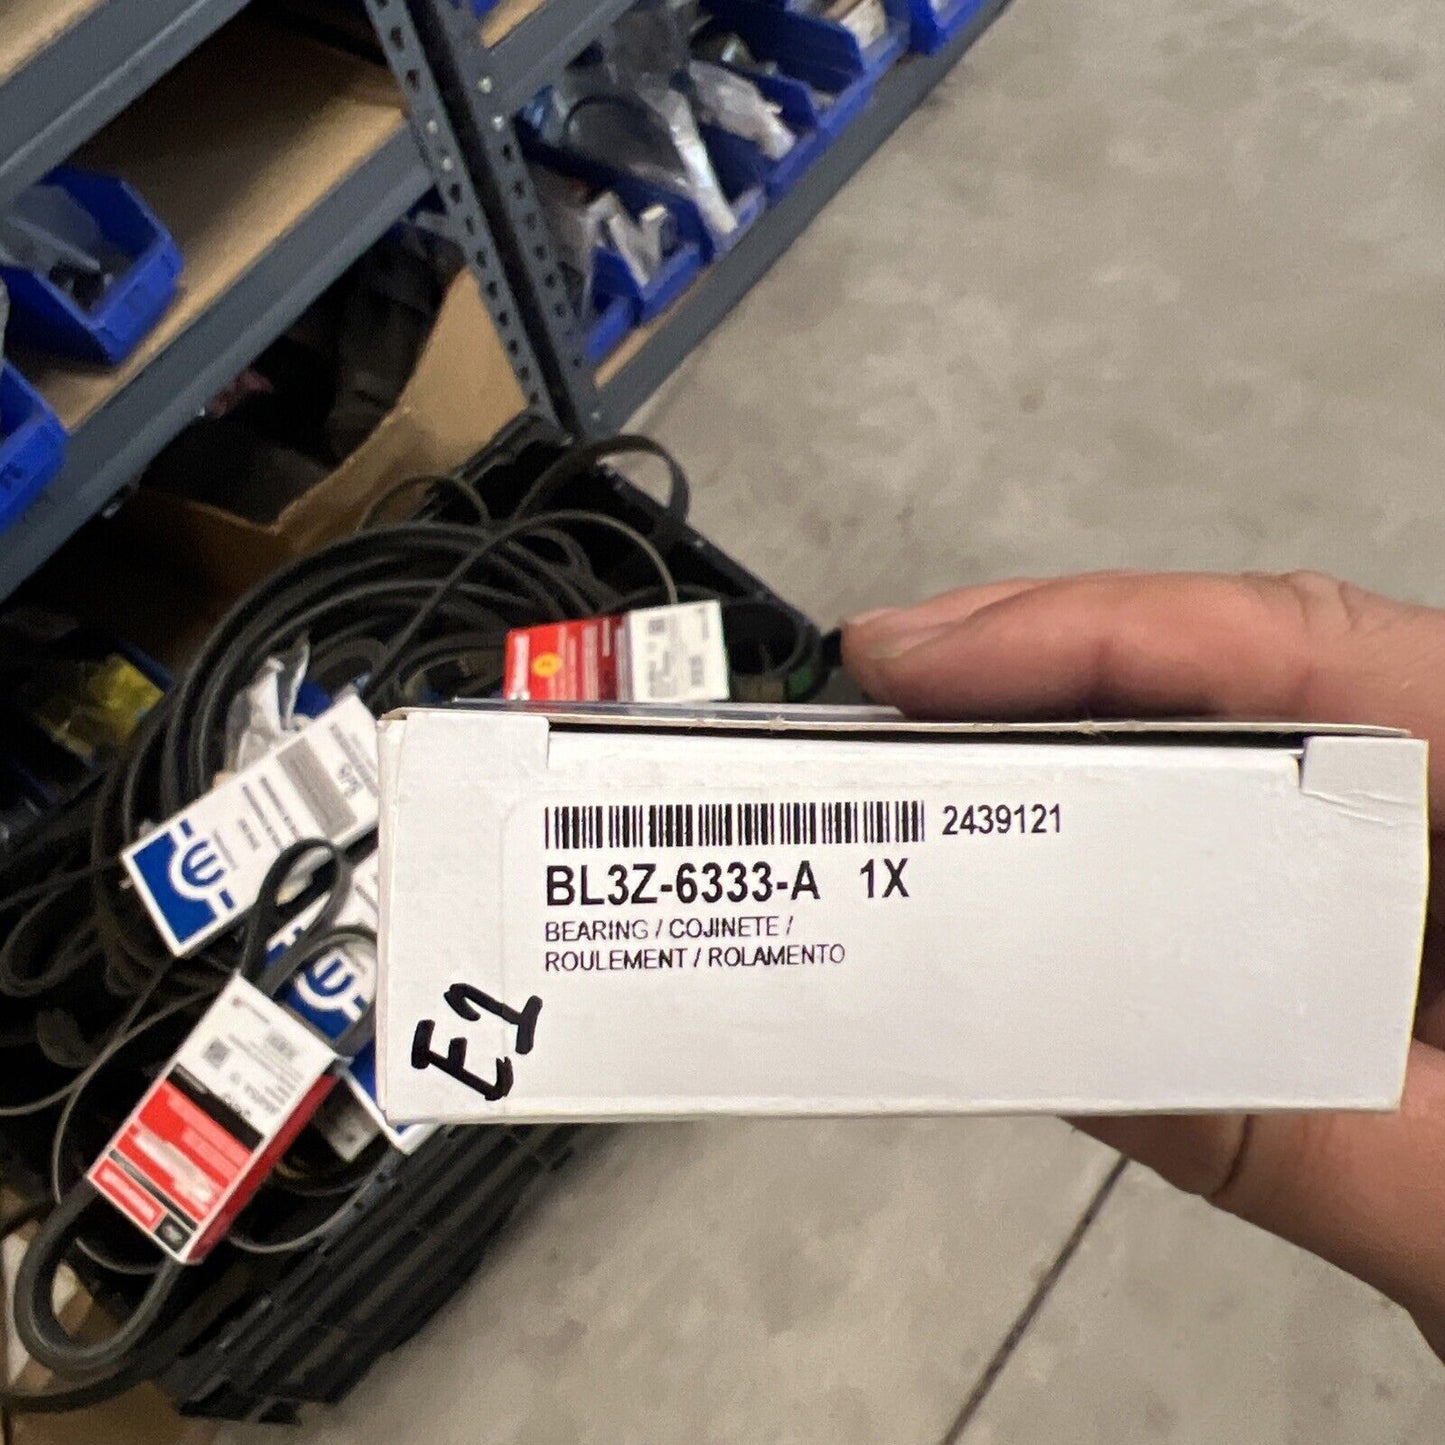 2439121
BL3Z-6333-A 1X
BEARING / COJINETE /
ROULEMENT / ROLAMENTO
E1